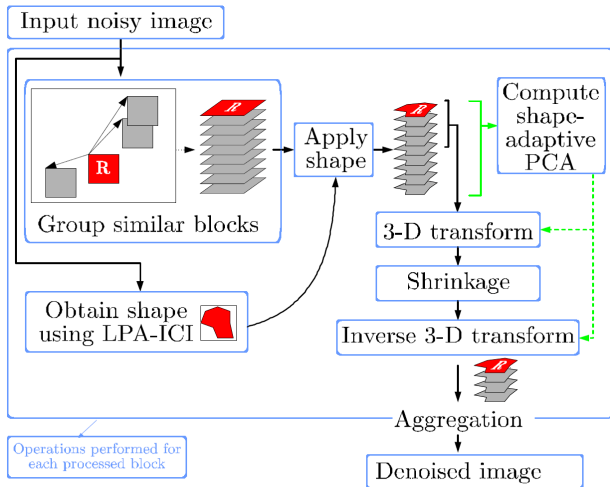 Input noisy image
R
R
Group similar blocks
Apply
shape
R
Compute
shape-
adaptive
PCA
3-D transform
Shrinkage
Obtain shape
using LPA-ICI
Inverse 3-D transform
R
Aggregation
Operations performed for
each processed block
Denoised image